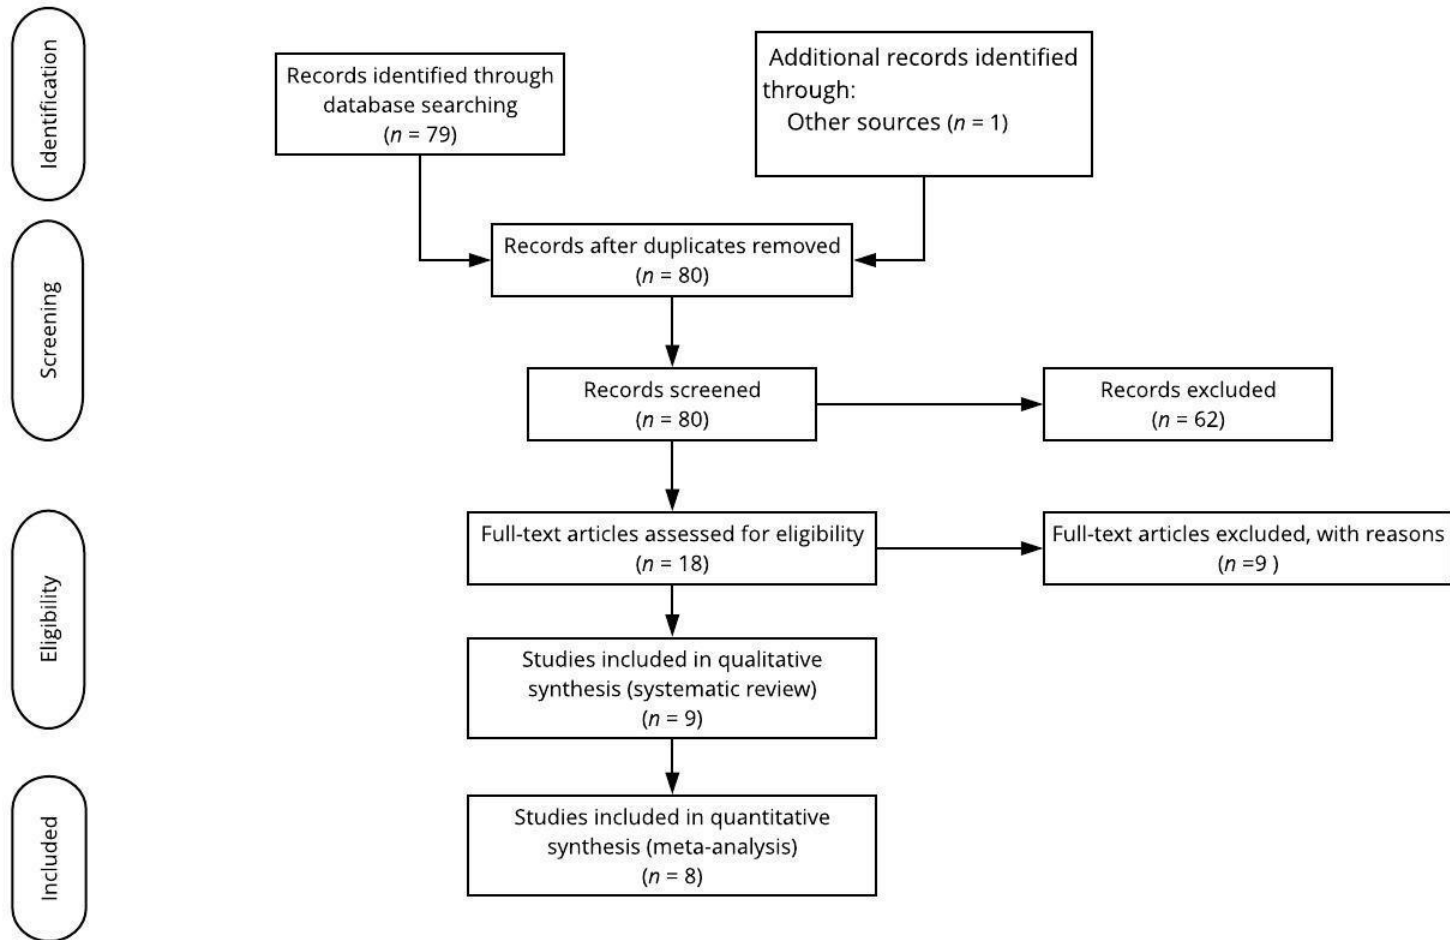 Identification
Records identified through
database searching
(n = 79)
Additional records identified
through:
Other sources (n = 1)
Screening
Records after duplicates removed
(n = 80)
Records screened
(n = 80)
Records excluded
(n = 62)
Eligibility
Full-text articles assessed for eligibility
(n = 18)
Full-text articles excluded, with reasons
(n =9 )
Studies included in qualitative
synthesis (systematic review)
(n = 9)
Included
Studies included in quantitative
synthesis (meta-analysis)
(n = 8)